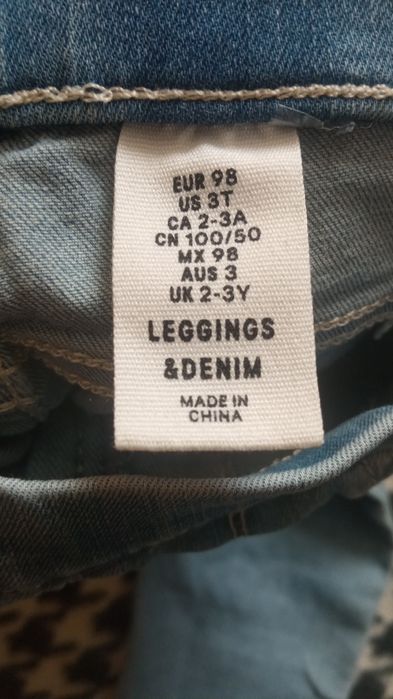 EUR 98
US 3T
CA 2-3A
CN 100/50
MX 98
AUS 3
UK 2-3Y
LEGGINGS
&DENIM
MADE IN
CHINA